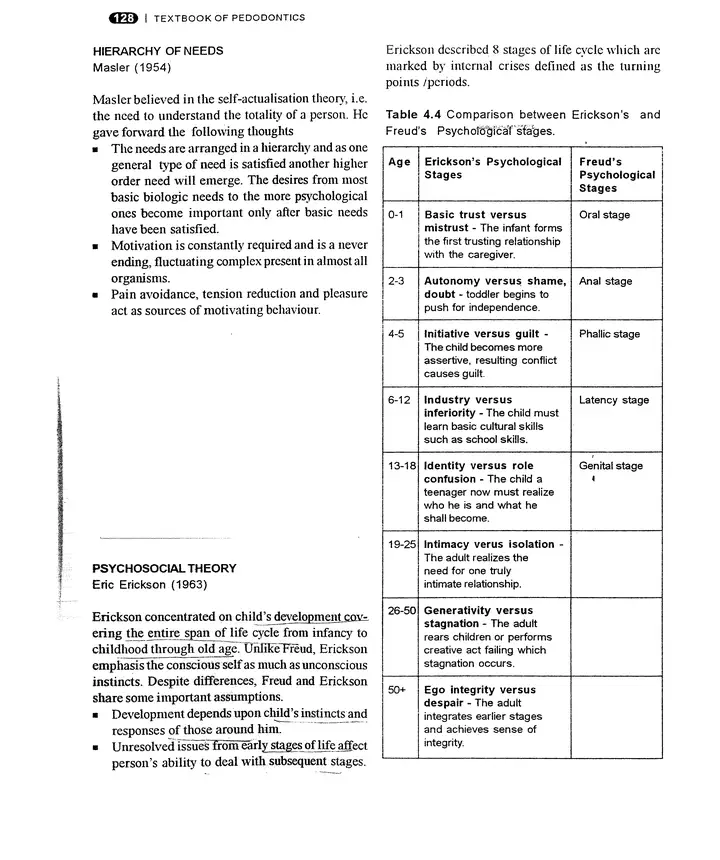 128 | TEXTBOOK OF PEDODONTICS
HIERARCHY OF NEEDS
Masler (1954)
Masler believed in the self-actualisation theory, i.e.
the need to understand the totality of a person. He
gave forward the following thoughts
■ The needs are arranged in a hierarchy and as one
general type of need is satisfied another higher
order need will emerge. The desires from most
basic biologic needs to the more psychological
ones become important only after basic needs
have been satisfied.
■ Motivation is constantly required and is a never
ending, fluctuating complex present in almost all
organisms.
■ Pain avoidance, tension reduction and pleasure
act as sources of motivating behaviour.
PSYCHOSOCIAL THEORY
Eric Erickson (1963)
Erickson concentrated on child's development cov-
ering the entire span of life cycle from infancy to
childhood through old age. Unlike Freud, Erickson
emphasis the conscious self as much as unconscious
instincts. Despite differences, Freud and Erickson
share some important assumptions.
■ Development depends upon child's instincts and
responses of those around him.
■ Unresolved issues from early stages of life affect
person's ability to deal with subsequent stages.
Erickson described 8 stages of life cycle which are
marked by internal crises defined as the turning
points /periods.
Table 4.4 Comparison between Erickson's and
Freud's Psychological stages.
Age Erickson's Psychological Freud's
Stages Psychological
Stages
0-1 Basic trust versus Oral stage
mistrust - The infant forms
the first trusting relationship
with the caregiver.
2-3 Autonomy versus shame, Anal stage
doubt - toddler begins to
push for independence.
4-5 Initiative versus guilt - Phallic stage
The child becomes more
assertive, resulting conflict
causes guilt.
6-12 Industry versus Latency stage
inferiority - The child must
learn basic cultural skills
such as school skills.
13-18 Identity versus role Genital stage
confusion - The child a
teenager now must realize
who he is and what he
shall become.
19-25 Intimacy verus isolation -
The adult realizes the
need for one truly
intimate relationship.
26-50 Generativity versus
stagnation - The adult
rears children or performs
creative act failing which
stagnation occurs.
50+ Ego integrity versus
despair - The adult
integrates earlier stages
and achieves sense of
integrity.